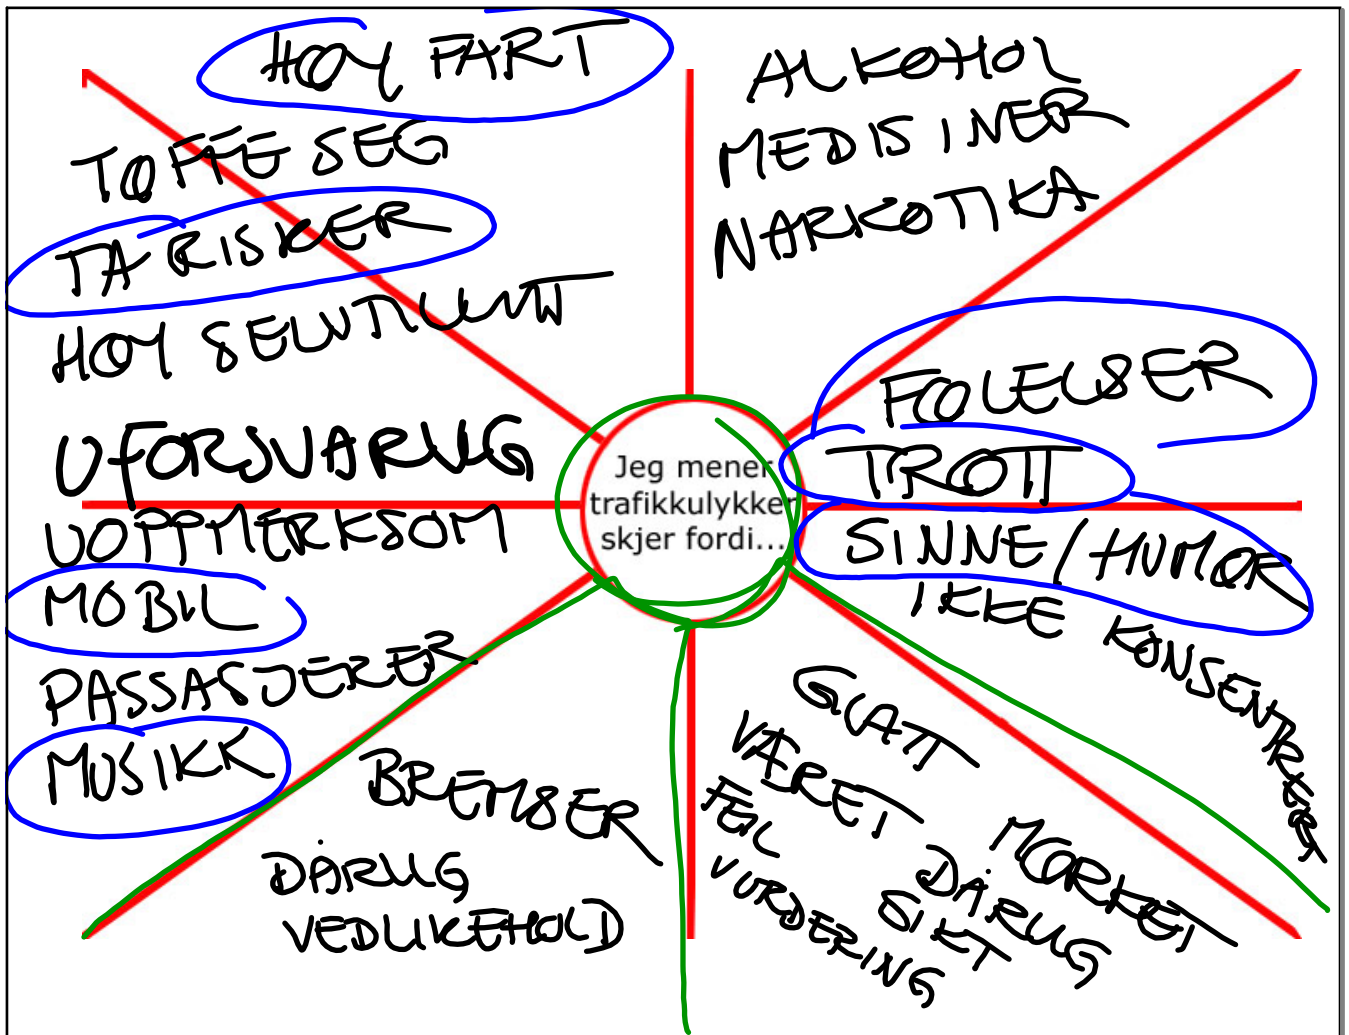 HØY FART
TØFFE SEG
TA RISKER
HØY SELVTILLIT
UFORSVARLIG
UOPPMERKSOM
MOBIL
PASSASJERER
MUSIKK
ALKOHOL
MEDISINER
NARKOTIKA
Jeg mener
trafikkulykker
skjer fordi...
FØLELSER
TRØTT
SINNE/HUMØR
IKKE KONSENTRERT
BREMSER
DÅRLIG
VEDLIKEHOLD
GLATT
VÆRET
FEIL
VURDERING
MØRKET
DÅRLIG
SIKT